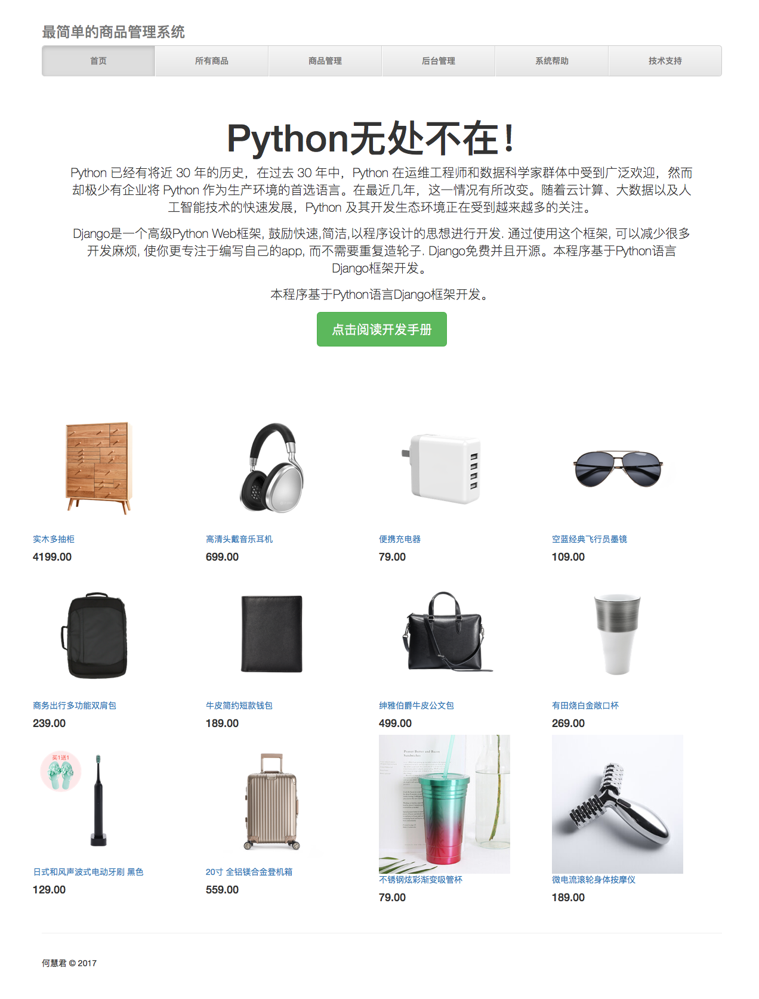 最简单的商品管理系统
首页 所有商品 商品管理 后台管理 系统帮助 技术支持
Python无处不在！
Python 已经有将近 30 年的历史，在过去 30 年中，Python 在运维工程师和数据科学家群体中受到广泛欢迎，然而
却极少有企业将 Python 作为生产环境的首选语言。在最近几年，这一情况有所改变。随着云计算、大数据以及人
工智能技术的快速发展，Python 及其开发生态环境正在受到越来越多的关注。
Django是一个高级Python Web框架, 鼓励快速,简洁,以程序设计的思想进行开发. 通过使用这个框架, 可以减少很多
开发麻烦, 使你更专注于编写自己的app, 而不需要重复造轮子. Django免费并且开源。本程序基于Python语言
Django框架开发。
本程序基于Python语言Django框架开发。
点击阅读开发手册
实木多抽柜 高清头戴音乐耳机 便携充电器 空蓝经典飞行员墨镜
4199.00 699.00 79.00 109.00
商务出行多功能双肩包 牛皮简约短款钱包 绅雅伯爵牛皮公文包 有田烧白金敞口杯
239.00 189.00 499.00 269.00
买1送1
Peanut Butter and Bacon
Sandwiches
日式和风声波式电动牙刷 黑色 20寸 全铝镁合金登机箱 不锈钢炫彩渐变吸管杯 微电流滚轮身体按摩仪
129.00 559.00 79.00 189.00
何慧君 © 2017